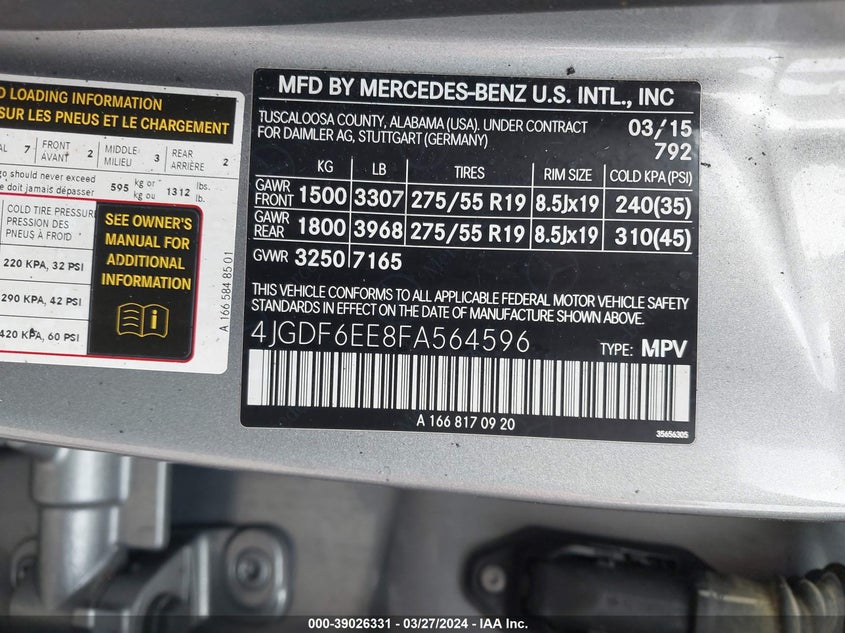 D LOADING INFORMATION
SUR LES PNEUS ET LE CHARGEMENT
AL 7 FRONT AVANT 2 MIDDLE MILIEU 3 REAR ARRIÈRE 2
go should never exceed
e doit jamais dépasser 595 kg or / kg ou 1312 lbs. lb.
COLD TIRE PRESSURE
PRESSION DES
PNEUS À FROID
220 KPA, 32 PSI
290 KPA, 42 PSI
420 KPA, 60 PSI
SEE OWNER'S
MANUAL FOR
ADDITIONAL
INFORMATION
A 166 584 85 01
MFD BY MERCEDES-BENZ U.S. INTL., INC
TUSCALOOSA COUNTY, ALABAMA (USA). UNDER CONTRACT 03/15
FOR DAIMLER AG, STUTTGART (GERMANY) 792
KG LB TIRES RIM SIZE COLD KPA (PSI)
GAWR FRONT 1500 3307 275/55 R19 8.5Jx19 240(35)
GAWR REAR 1800 3968 275/55 R19 8.5Jx19 310(45)
GWR 3250 7165
THIS VEHICLE CONFORMS TO ALL APPLICABLE FEDERAL MOTOR VEHICLE SAFETY
STANDARDS IN EFFECT ON THE DATE OF MANUFACTURE SHOWN ABOVE.
4JGDF6EE8FA564596 TYPE: MPV
A 166 817 09 20
35656305
000-39026331 — 03/27/2024 — IAA Inc.